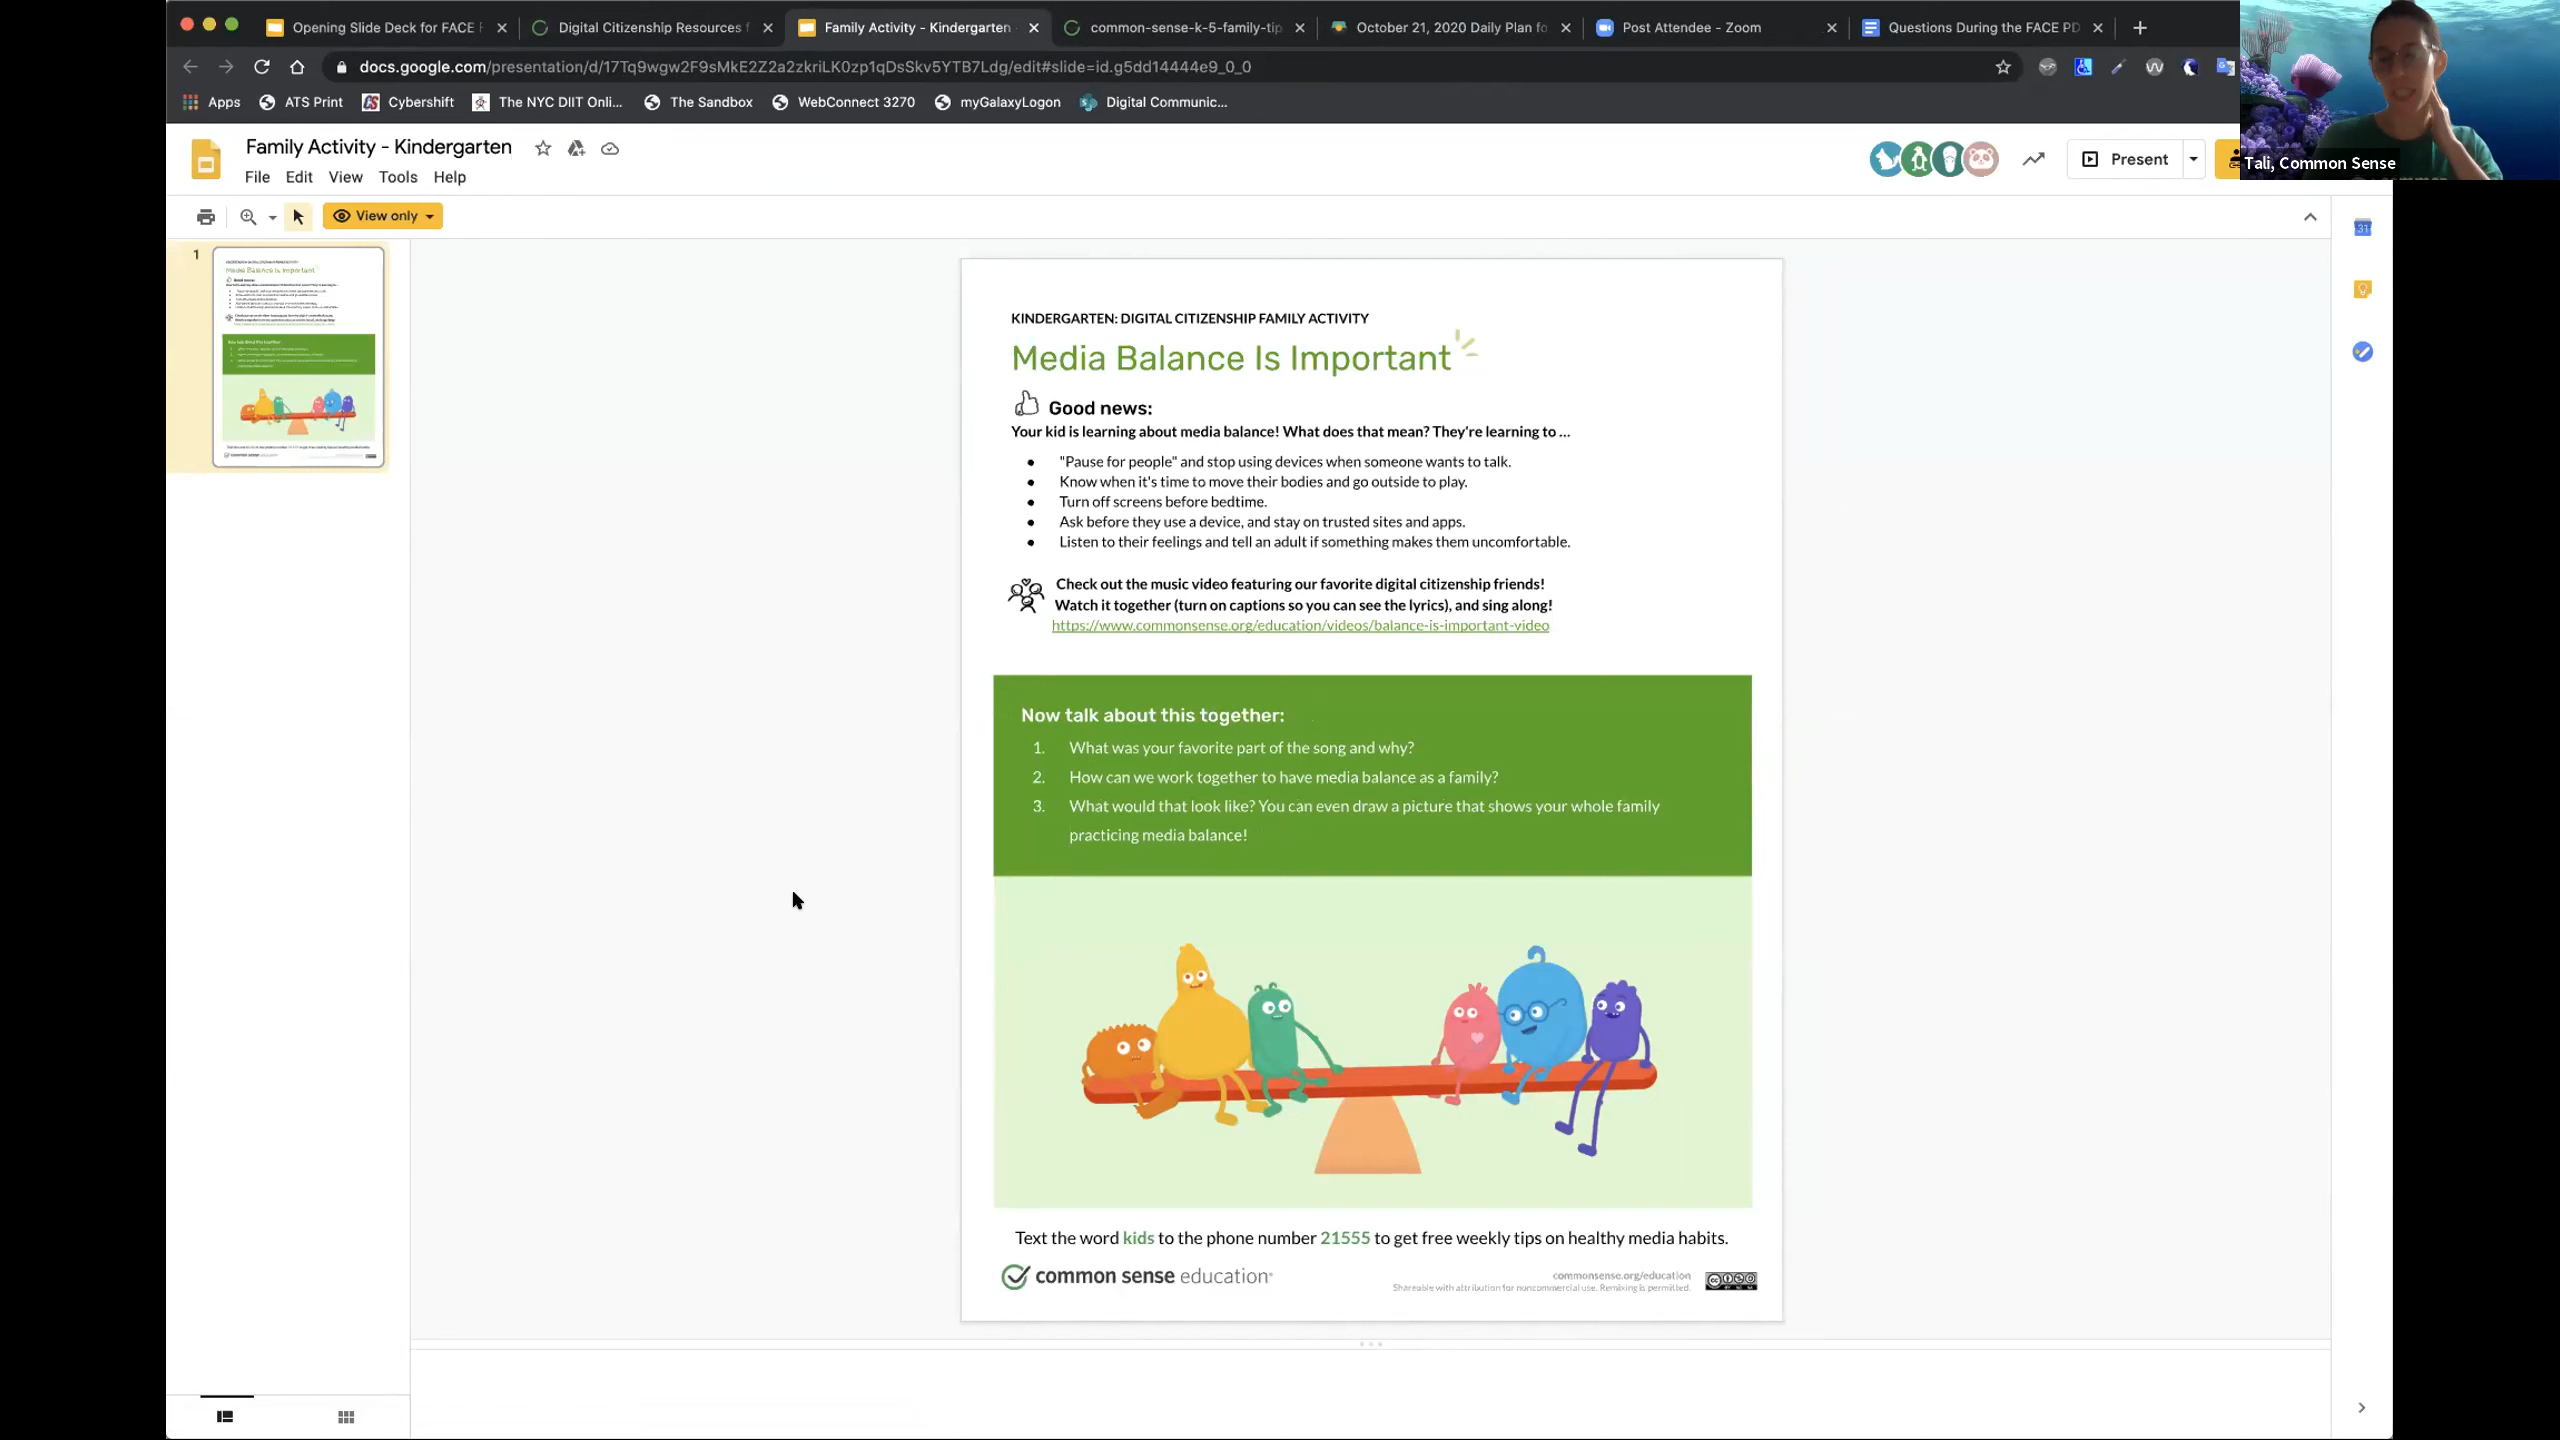 Opening Slide Deck for FACE
Digital Citizenship Resources f
Family Activity - Kindergarten
common-sense-k-5-family-tip
October 21, 2020 Daily Plan fo
Post Attendee - Zoom
Questions During the FACE PD
docs.google.com/presentation/d/17Tq9wgw2F9sMkE2Z2a2zkriLK0zp1qDsSkv5YTB7Ldg/edit#slide=id.g5dd14444e9_0_0
Apps
ATS Print
Cybershift
The NYC DIIT Onli...
The Sandbox
WebConnect 3270
myGalaxyLogon
Digital Communic...
Tali, Common Sense
Family Activity - Kindergarten
File Edit View Tools Help
Present
View only
31
1
KINDERGARTEN: DIGITAL CITIZENSHIP FAMILY ACTIVITY
Media Balance Is Important
Good news:
Your kid is learning about media balance! What does that mean? They're learning to ...
● "Pause for people" and stop using devices when someone wants to talk.
● Know when it's time to move their bodies and go outside to play.
● Turn off screens before bedtime.
● Ask before they use a device, and stay on trusted sites and apps.
● Listen to their feelings and tell an adult if something makes them uncomfortable.
Check out the music video featuring our favorite digital citizenship friends!
Watch it together (turn on captions so you can see the lyrics), and sing along!
https://www.commonsense.org/education/videos/balance-is-important-video
Now talk about this together:
1. What was your favorite part of the song and why?
2. How can we work together to have media balance as a family?
3. What would that look like? You can even draw a picture that shows your whole family
practicing media balance!
Text the word kids to the phone number 21555 to get free weekly tips on healthy media habits.
common sense education®
commonsense.org/education
Shareable with attribution for noncommercial use. Remixing is permitted.